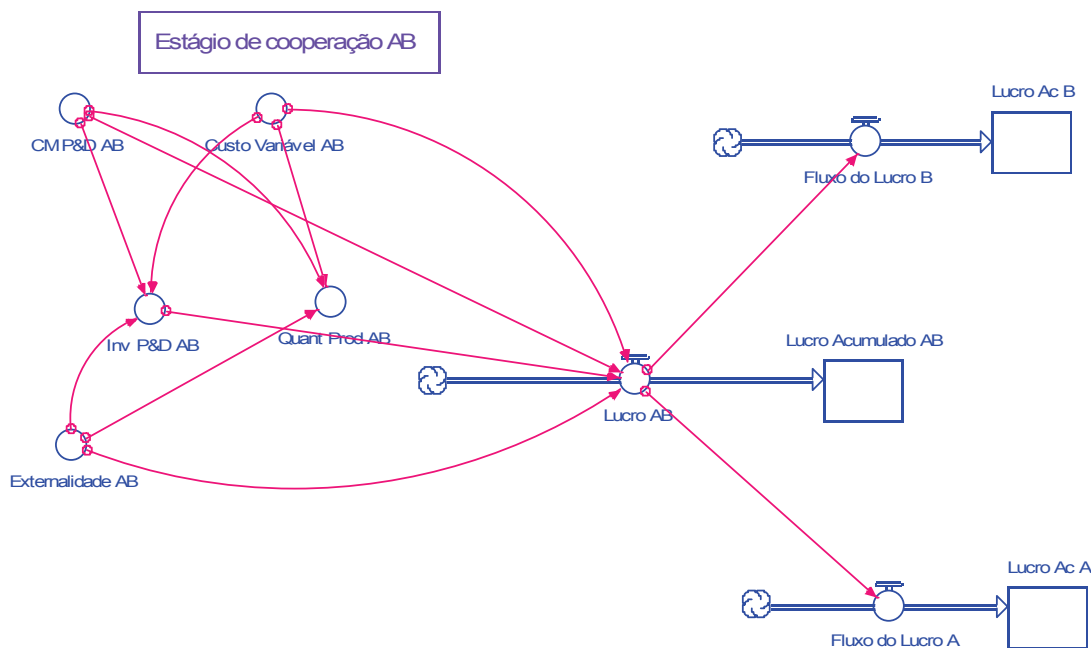 Estágio de cooperação AB
Lucro Ac B
CM P&D AB
Custo Variável AB
Fluxo do Lucro B
Inv P&D AB
Quant Prod AB
Lucro Acumulado AB
Lucro AB
Externalidade AB
Lucro Ac A
Fluxo do Lucro A